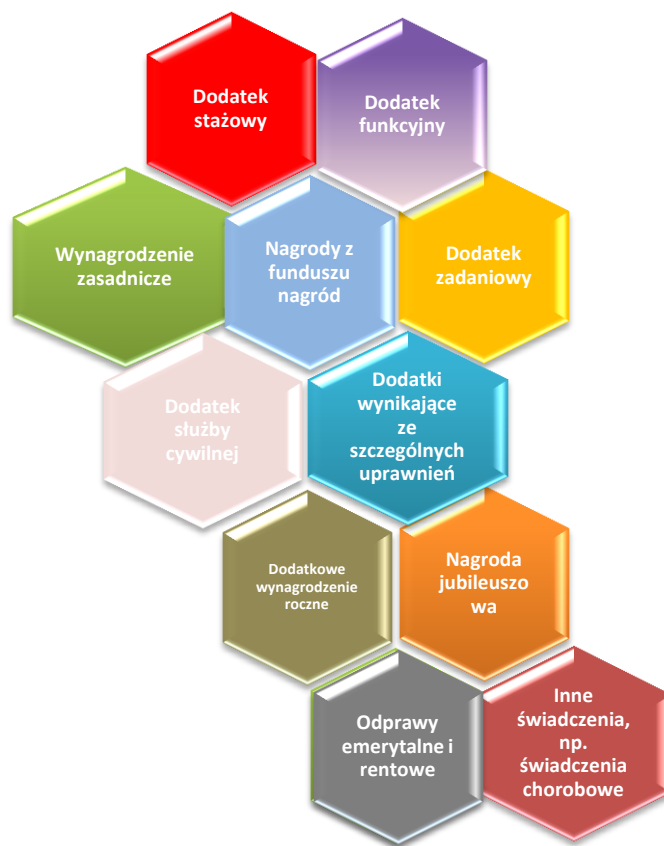 Dodatek
stażowy
Dodatek
funkcyjny
Wynagrodzenie
zasadnicze
Nagrody z
funduszu
nagród
Dodatek
zadaniowy
Dodatek
służby
cywilnej
Dodatki
wynikające
ze
szczególnych
uprawnień
Dodatkowe
wynagrodzenie
roczne
Nagroda
jubileuszo
wa
Odprawy
emerytalne i
rentowe
Inne
świadczenia,
np.
świadczenia
chorobowe